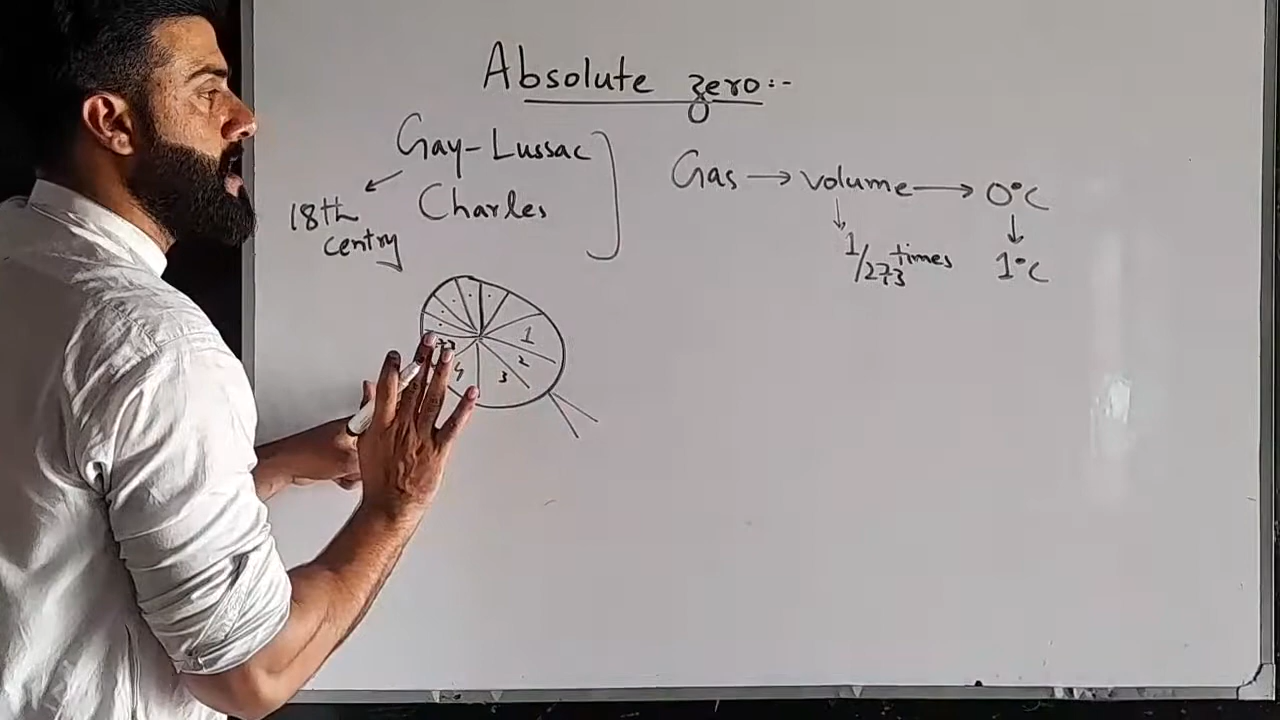 Absolute zero:-
Gay-Lussac
Charles
18th
centry
Gas → volume → 0°C
↓ ↓
1/273 times 1°C
1
2
3
4